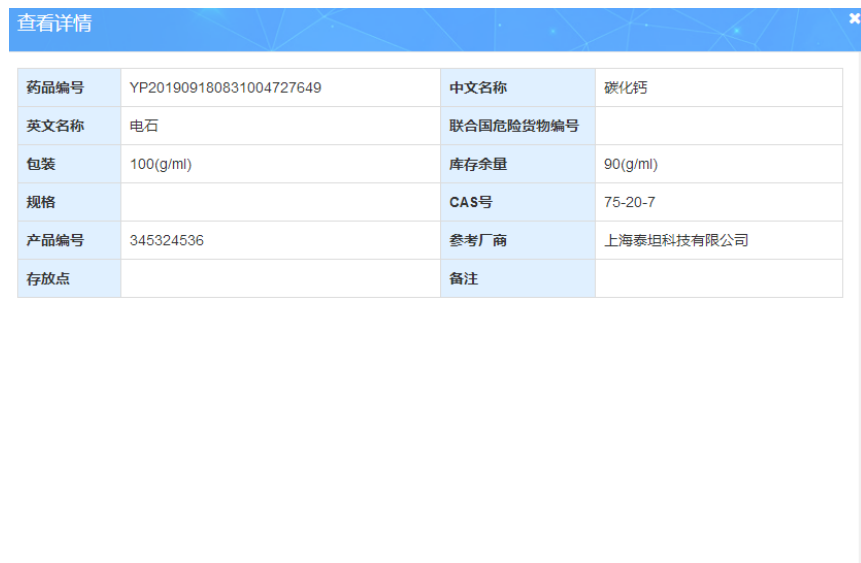 查看详情
药品编号 YP201909180831004727649 中文名称 碳化钙
英文名称 电石 联合国危险货物编号
包装 100(g/ml) 库存余量 90(g/ml)
规格 CAS号 75-20-7
产品编号 345324536 参考厂商 上海泰坦科技有限公司
存放点 备注